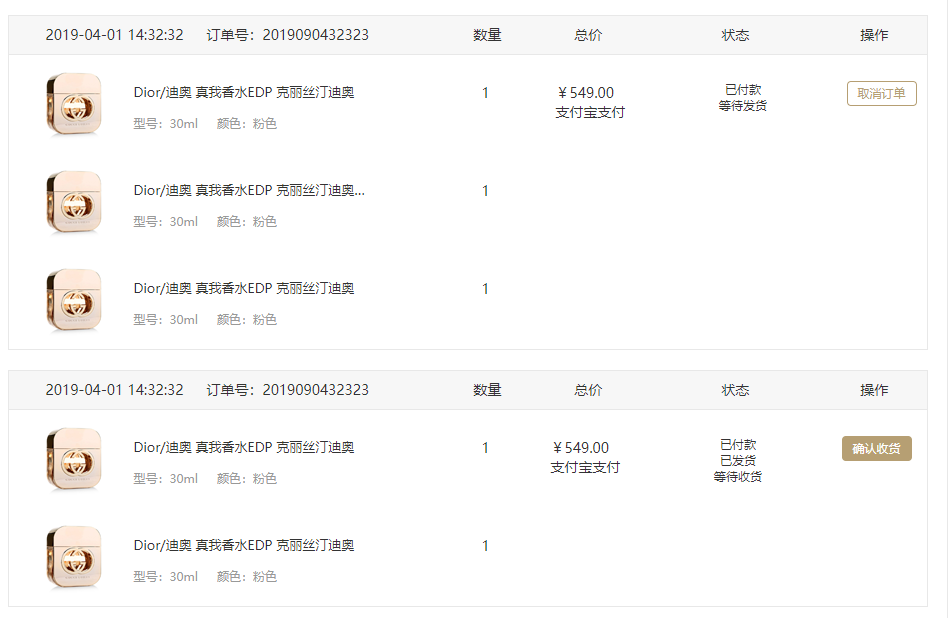 2019-04-01 14:32:32 订单号：2019090432323 数量 总价 状态 操作
Dior/迪奥 真我香水EDP 克丽丝汀迪奥 1 ￥549.00 已付款 取消订单
支付宝支付 等待发货
型号：30ml 颜色：粉色
Dior/迪奥 真我香水EDP 克丽丝汀迪奥... 1
型号：30ml 颜色：粉色
Dior/迪奥 真我香水EDP 克丽丝汀迪奥 1
型号：30ml 颜色：粉色
2019-04-01 14:32:32 订单号：2019090432323 数量 总价 状态 操作
Dior/迪奥 真我香水EDP 克丽丝汀迪奥 1 ￥549.00 已付款 确认收货
支付宝支付 已发货
型号：30ml 颜色：粉色 等待收货
Dior/迪奥 真我香水EDP 克丽丝汀迪奥 1
型号：30ml 颜色：粉色